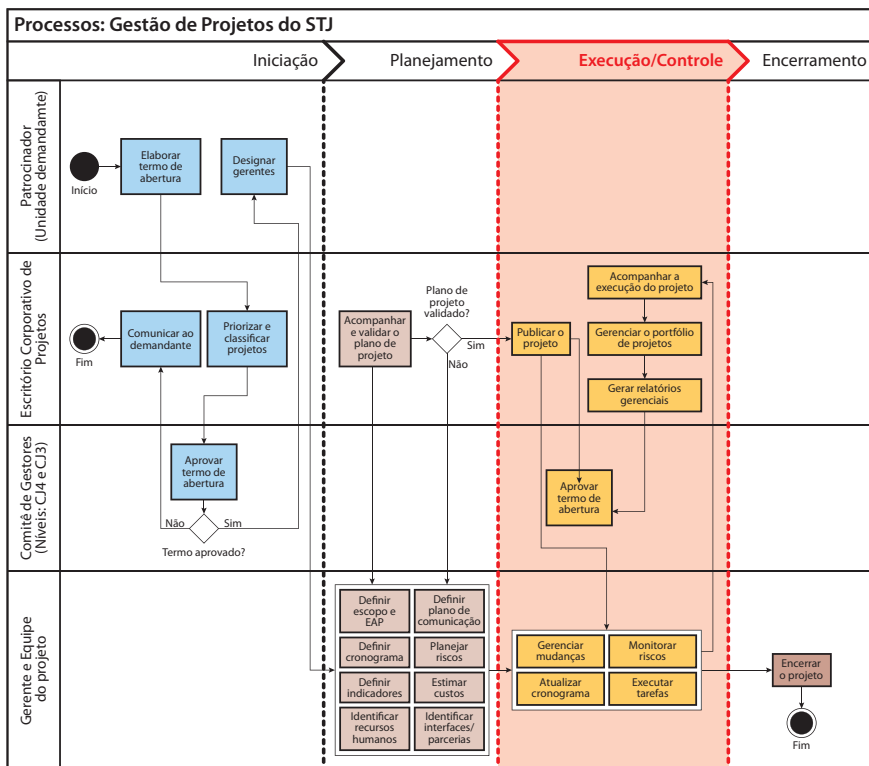 Processos: Gestão de Projetos do STJ
Iniciação
Planejamento
Execução/Controle
Encerramento
Patrocinador
(Unidade demandamte)
Início
Elaborar
termo de
abertura
Designar
gerentes
Escritório Corporativo de
Projetos
Fim
Comunicar ao
demandante
Priorizar e
classificar
projetos
Acompanhar
e validar o
plano de
projeto
Plano de
projeto
validado?
Sim
Não
Publicar o
projeto
Acompanhar a
execução do projeto
Gerenciar o portfólio
de projetos
Gerar relatórios
gerenciais
Comitê de Gestores
(Níveis: CJ4 e CJ3)
Aprovar
termo de
abertura
Não
Sim
Termo aprovado?
Aprovar
termo de
abertura
Gerente e Equipe
do projeto
Definir
escopo e
EAP
Definir
plano de
comunicação
Definir
cronograma
Planejar
riscos
Definir
indicadores
Estimar
custos
Identificar
recursos
humanos
Identificar
interfaces/
parcerias
Gerenciar
mudanças
Monitorar
riscos
Atualizar
cronograma
Executar
tarefas
Encerrar
o projeto
Fim